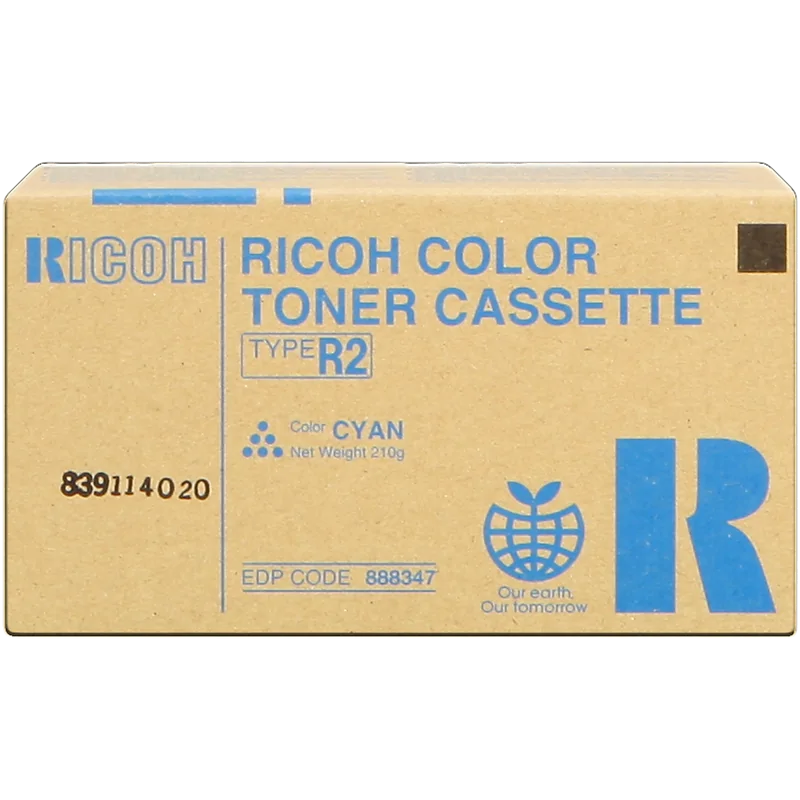 RICOH
RICOH COLOR
TONER CASSETTE
TYPE R2
Color CYAN
Net Weight 210g
839114020
EDP CODE 888347
Our earth,
Our tomorrow
R